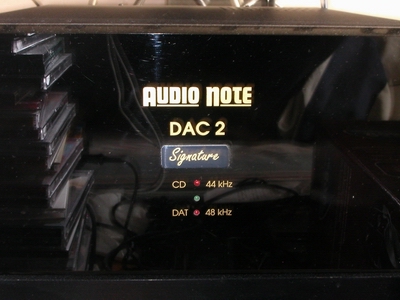 AUDIO NOTE
DAC 2
Signature
CD 44 kHz
DAT 48 kHz